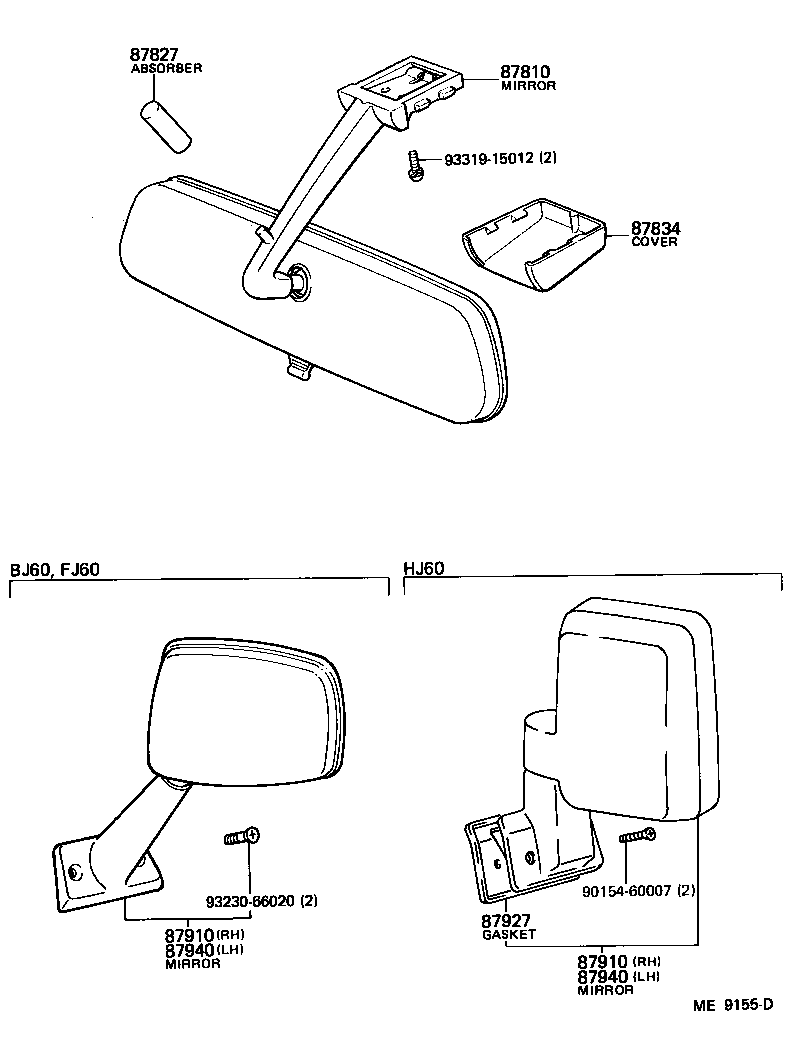 87827
ABSORBER
87810
MIRROR
93319-15012 (2)
87834
COVER
BJ60, FJ60
HJ60
93230-66020 (2)
87910 (RH)
87940 (LH)
MIRROR
90154-60007 (2)
87927
GASKET
87910 (RH)
87940 (LH)
MIRROR
ME 9155-D